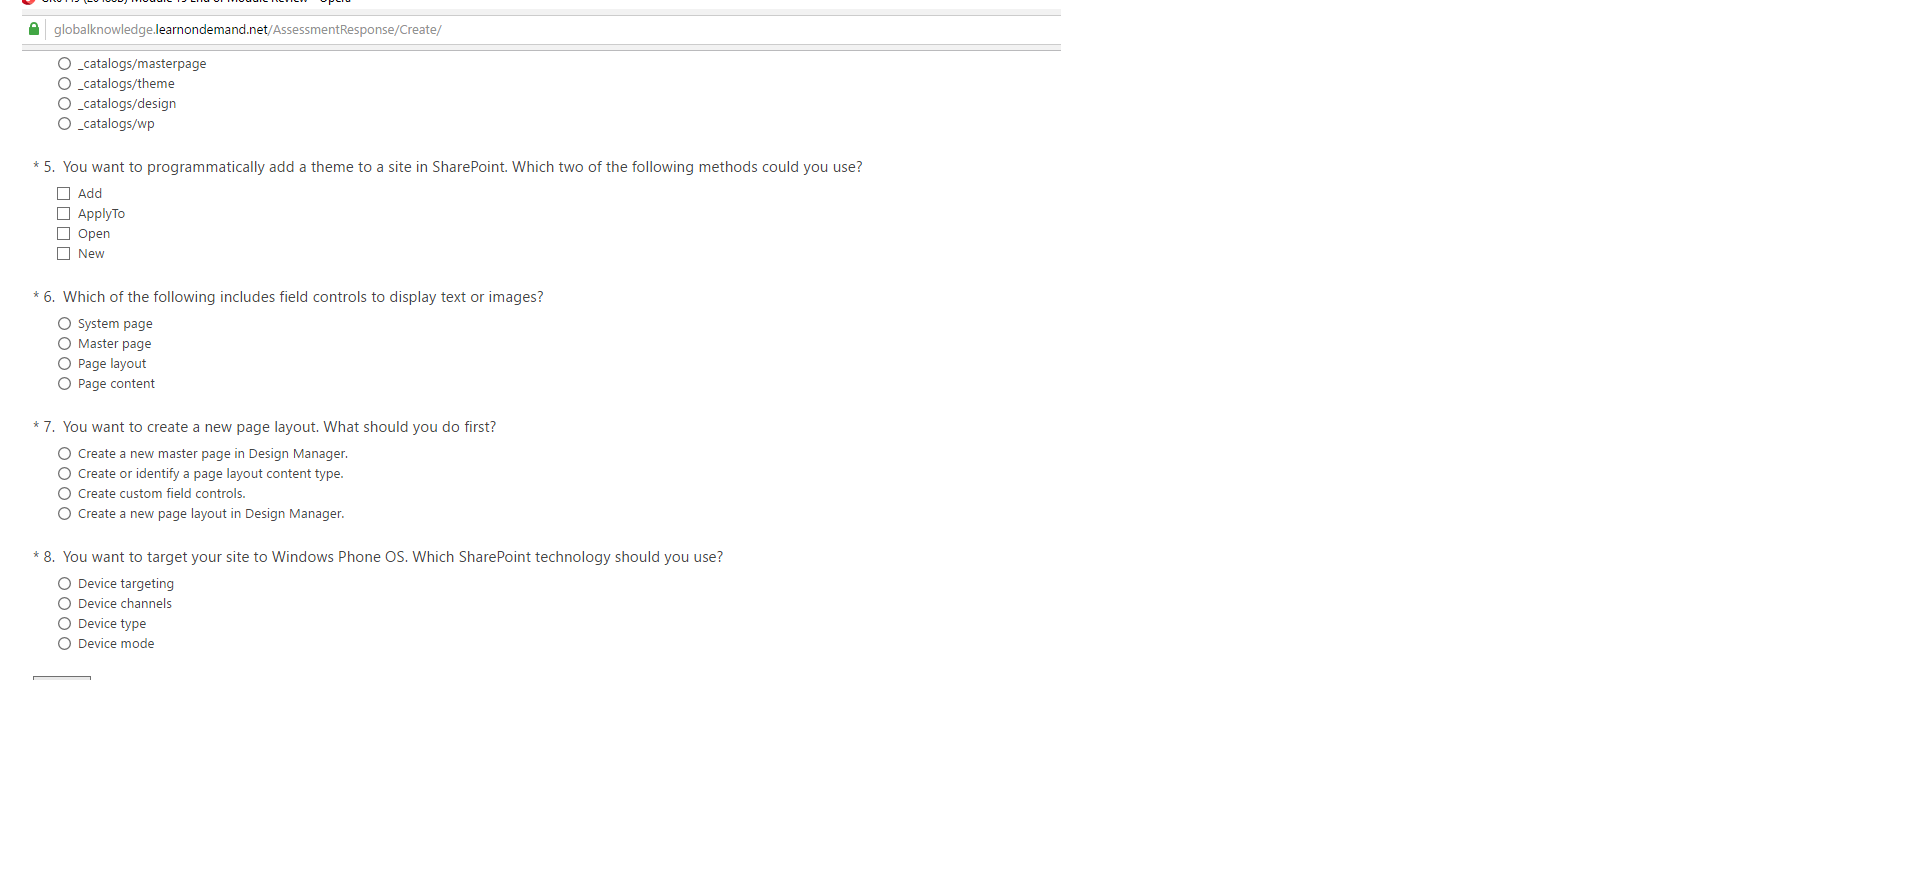 globalknowledge.learnondemand.net/AssessmentResponse/Create/
_catalogs/masterpage
_catalogs/theme
_catalogs/design
_catalogs/wp
* 5. You want to programmatically add a theme to a site in SharePoint. Which two of the following methods could you use?
Add
ApplyTo
Open
New
* 6. Which of the following includes field controls to display text or images?
System page
Master page
Page layout
Page content
* 7. You want to create a new page layout. What should you do first?
Create a new master page in Design Manager.
Create or identify a page layout content type.
Create custom field controls.
Create a new page layout in Design Manager.
* 8. You want to target your site to Windows Phone OS. Which SharePoint technology should you use?
Device targeting
Device channels
Device type
Device mode